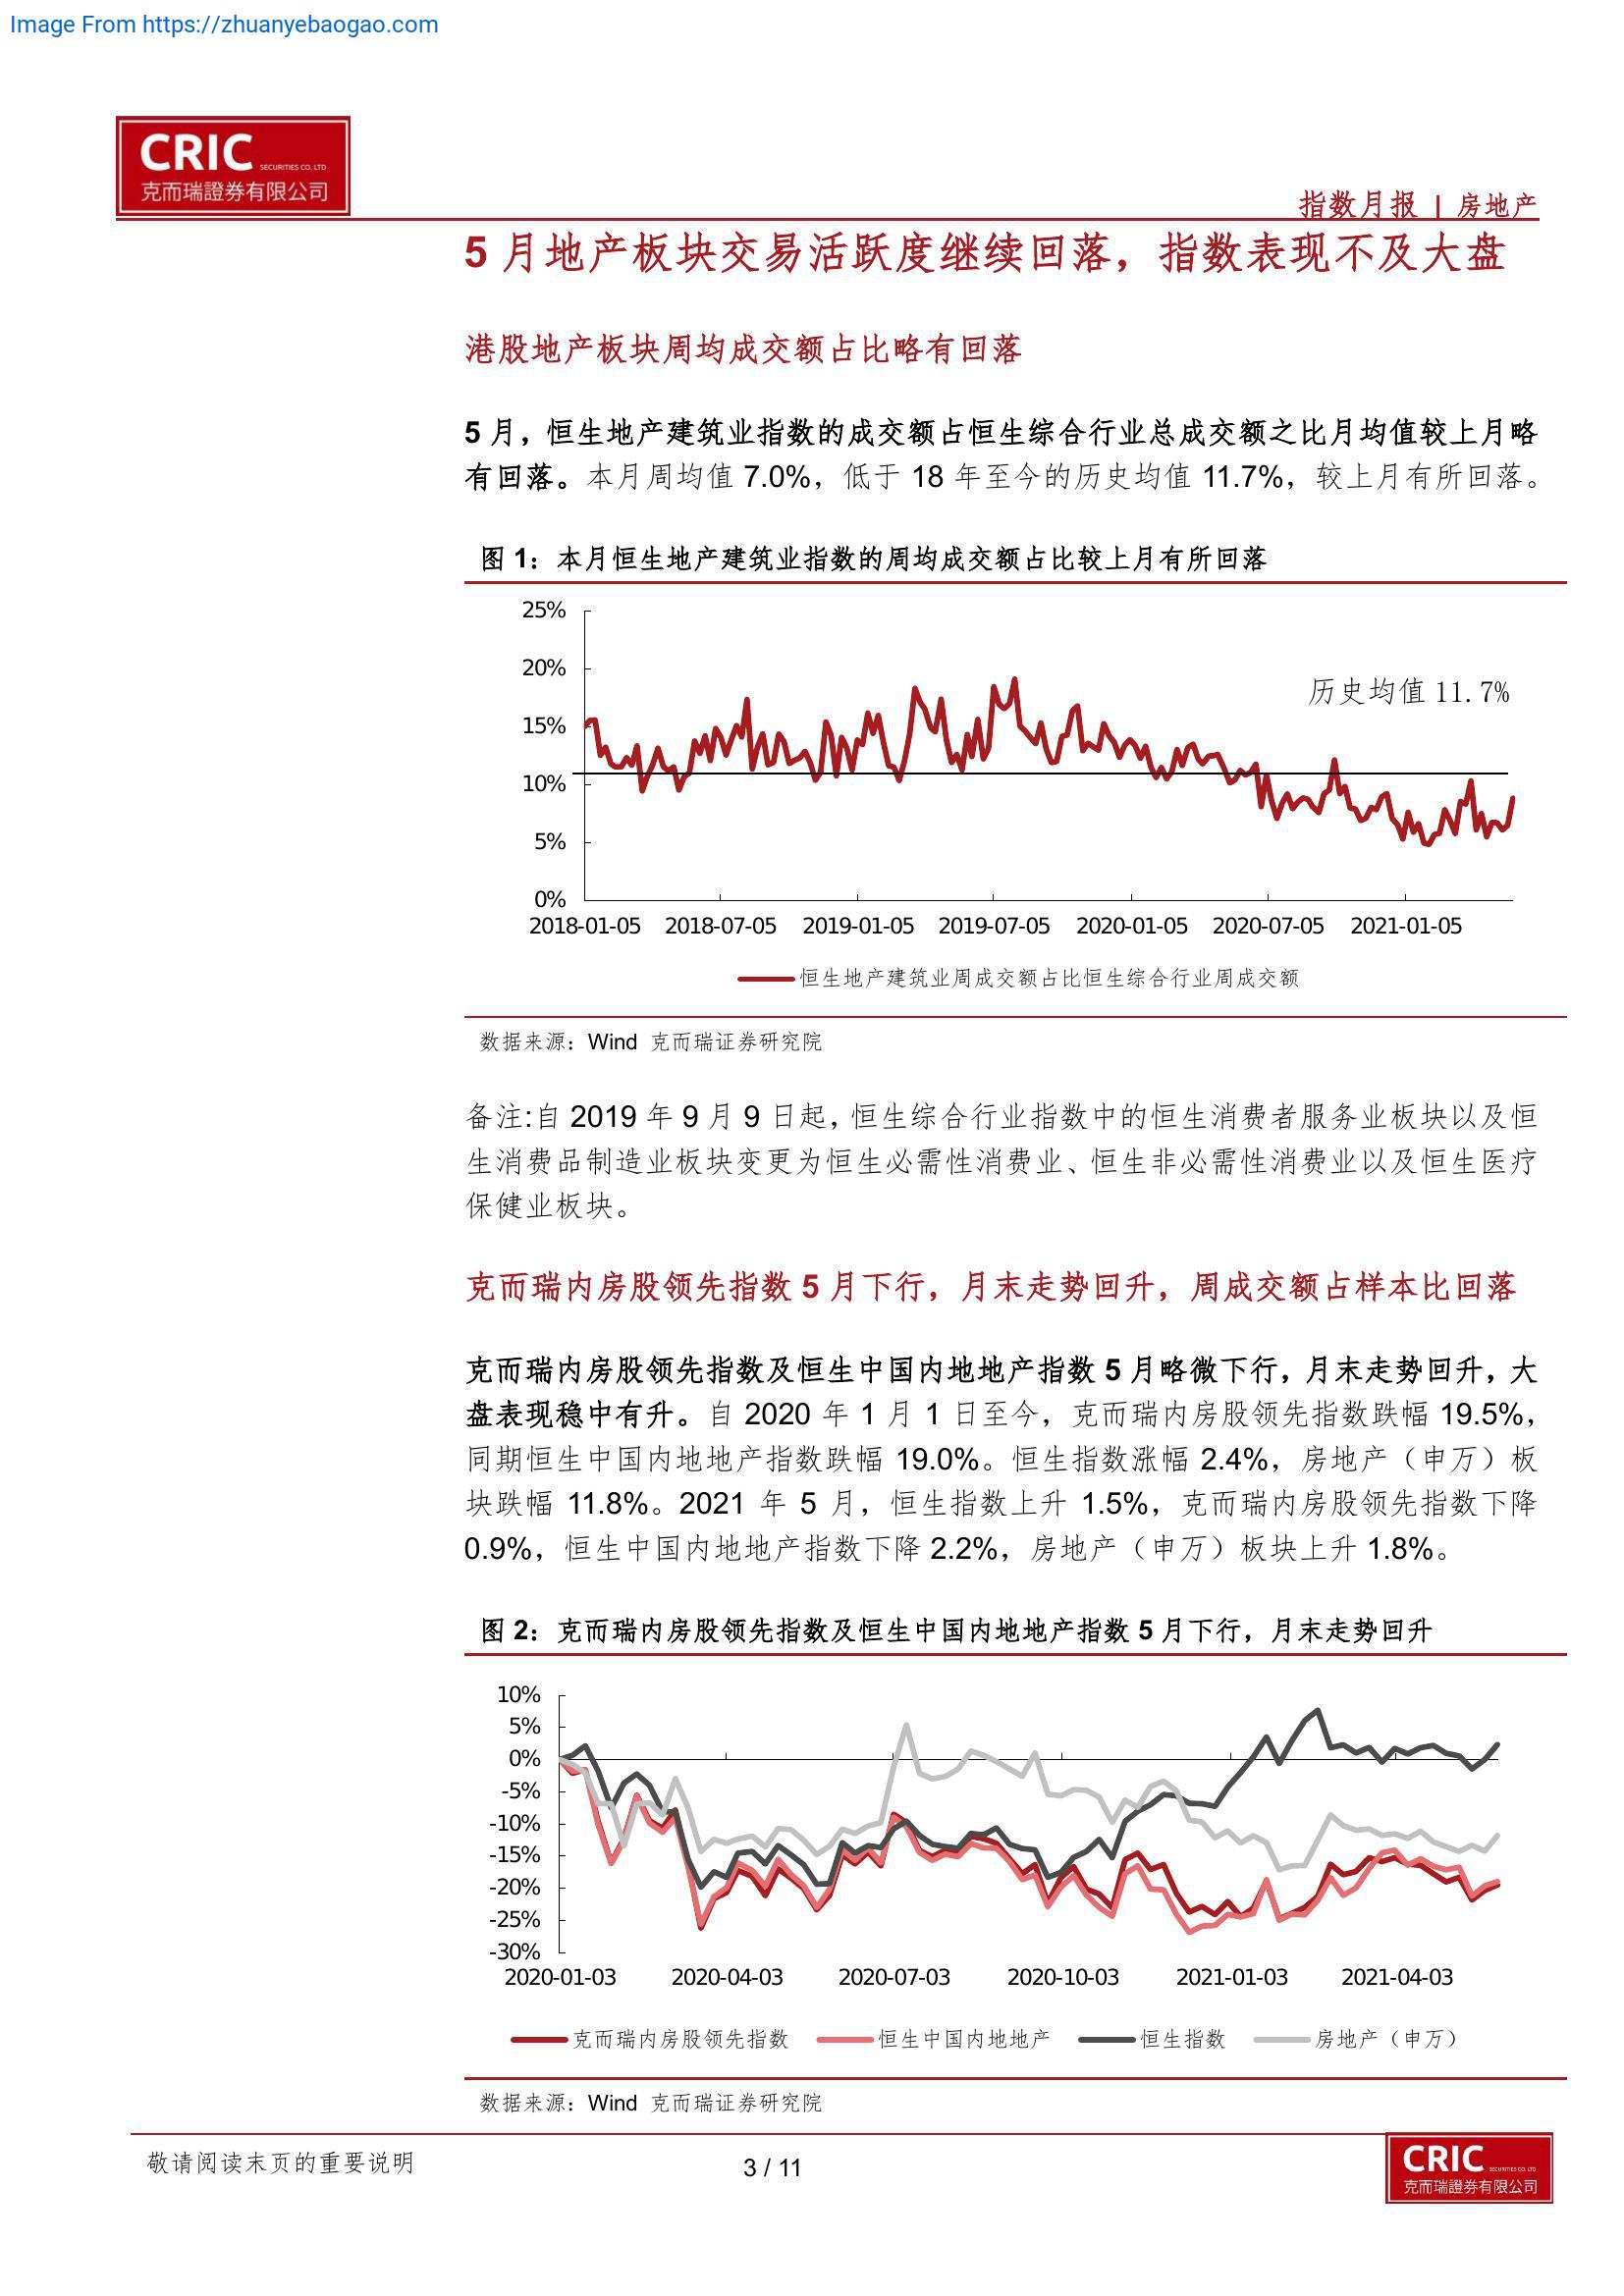 Image From https://zhuanyebaogao.com
CRIC SECURITIES CO. LTD
克而瑞證券有限公司
指数月报 | 房地产
5 月地产板块交易活跃度继续回落，指数表现不及大盘
港股地产板块周均成交额占比略有回落
5 月，恒生地产建筑业指数的成交额占恒生综合行业总成交额之比月均值较上月略
有回落。本月周均值 7.0%，低于 18 年至今的历史均值 11.7%，较上月有所回落。
图 1：本月恒生地产建筑业指数的周均成交额占比较上月有所回落
25%
20%
历史均值 11.7%
15%
10%
5%
0%
2018-01-05 2018-07-05 2019-01-05 2019-07-05 2020-01-05 2020-07-05 2021-01-05
恒生地产建筑业周成交额占比恒生综合行业周成交额
数据来源：Wind 克而瑞证券研究院
备注:自 2019 年 9 月 9 日起，恒生综合行业指数中的恒生消费者服务业板块以及恒
生消费品制造业板块变更为恒生必需性消费业、恒生非必需性消费业以及恒生医疗
保健业板块。
克而瑞内房股领先指数 5 月下行，月末走势回升，周成交额占样本比回落
克而瑞内房股领先指数及恒生中国内地地产指数 5 月略微下行，月末走势回升，大
盘表现稳中有升。自 2020 年 1 月 1 日至今，克而瑞内房股领先指数跌幅 19.5%，
同期恒生中国内地地产指数跌幅 19.0%。恒生指数涨幅 2.4%，房地产（申万）板
块跌幅 11.8%。2021 年 5 月，恒生指数上升 1.5%，克而瑞内房股领先指数下降
0.9%，恒生中国内地地产指数下降 2.2%，房地产（申万）板块上升 1.8%。
图 2：克而瑞内房股领先指数及恒生中国内地地产指数 5 月下行，月末走势回升
10%
5%
0%
-5%
-10%
-15%
-20%
-25%
-30%
2020-01-03 2020-04-03 2020-07-03 2020-10-03 2021-01-03 2021-04-03
克而瑞内房股领先指数 恒生中国内地地产 恒生指数 房地产（申万）
数据来源：Wind 克而瑞证券研究院
敬请阅读末页的重要说明
3 / 11
CRIC SECURITIES CO. LTD
克而瑞證券有限公司